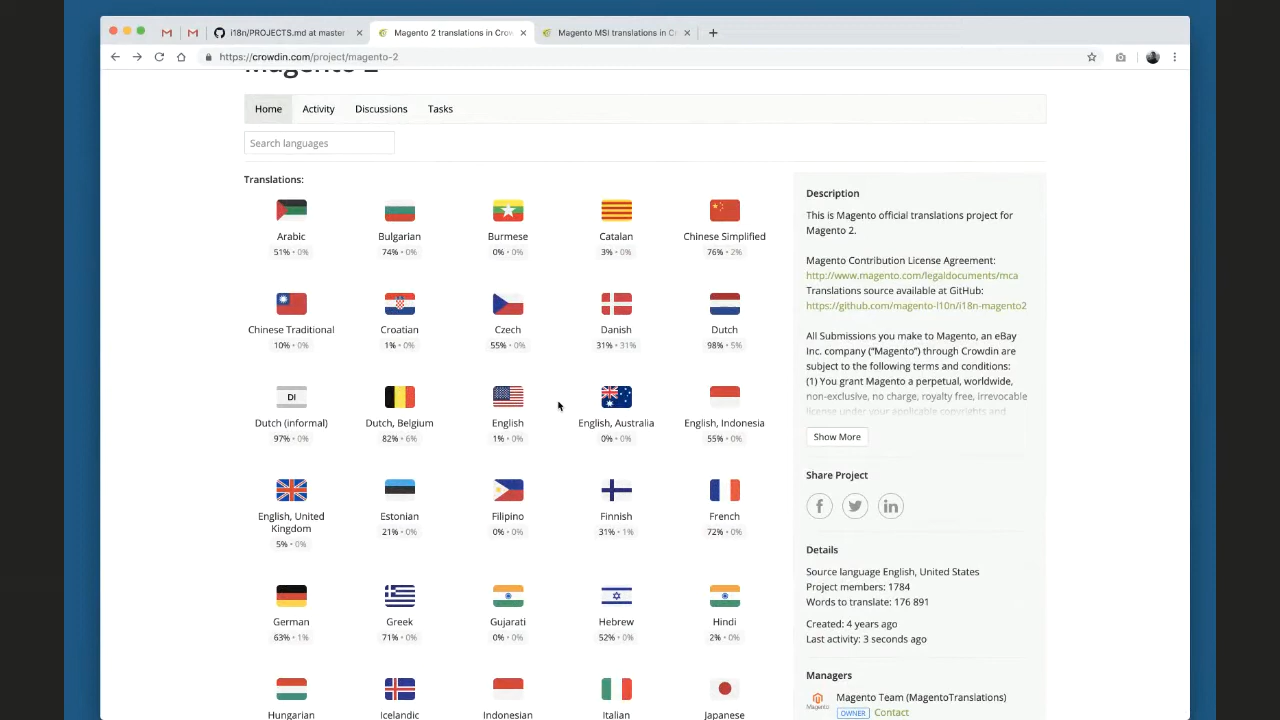 i18n/PROJECTS.md at master
Magento 2 translations in Crow
Magento MSI translations in C
https://crowdin.com/project/magento-2
Magento 2
Home
Activity
Discussions
Tasks
Search languages
Translations:
Arabic
Bulgarian
Burmese
Catalan
Chinese Simplified
51% • 0%
74% • 0%
0% • 0%
3% • 0%
76% • 2%
Chinese Traditional
Croatian
Czech
Danish
Dutch
10% • 0%
1% • 0%
55% • 0%
31% • 31%
98% • 5%
DI
Dutch (informal)
Dutch, Belgium
English
English, Australia
English, Indonesia
97% • 0%
82% • 6%
1% • 0%
0% • 0%
55% • 0%
English, United
Kingdom
Estonian
Filipino
Finnish
French
5% • 0%
21% • 0%
0% • 0%
31% • 1%
72% • 0%
German
Greek
Gujarati
Hebrew
Hindi
63% • 1%
71% • 0%
0% • 0%
52% • 0%
2% • 0%
Hungarian
Icelandic
Indonesian
Italian
Japanese
Description
This is Magento official translations project for
Magento 2.
Magento Contribution License Agreement:
http://www.magento.com/legaldocuments/mca
Translations source available at GitHub:
https://github.com/magento-l10n/i18n-magento2
All Submissions you make to Magento, an eBay
Inc. company (“Magento”) through Crowdin are
subject to the following terms and conditions:
(1) You grant Magento a perpetual, worldwide,
non-exclusive, no charge, royalty free, irrevocable
license under your applicable copyrights and
Show More
Share Project
Details
Source language English, United States
Project members: 1784
Words to translate: 176 891
Created: 4 years ago
Last activity: 3 seconds ago
Managers
Magento
Magento Team (MagentoTranslations)
OWNER Contact